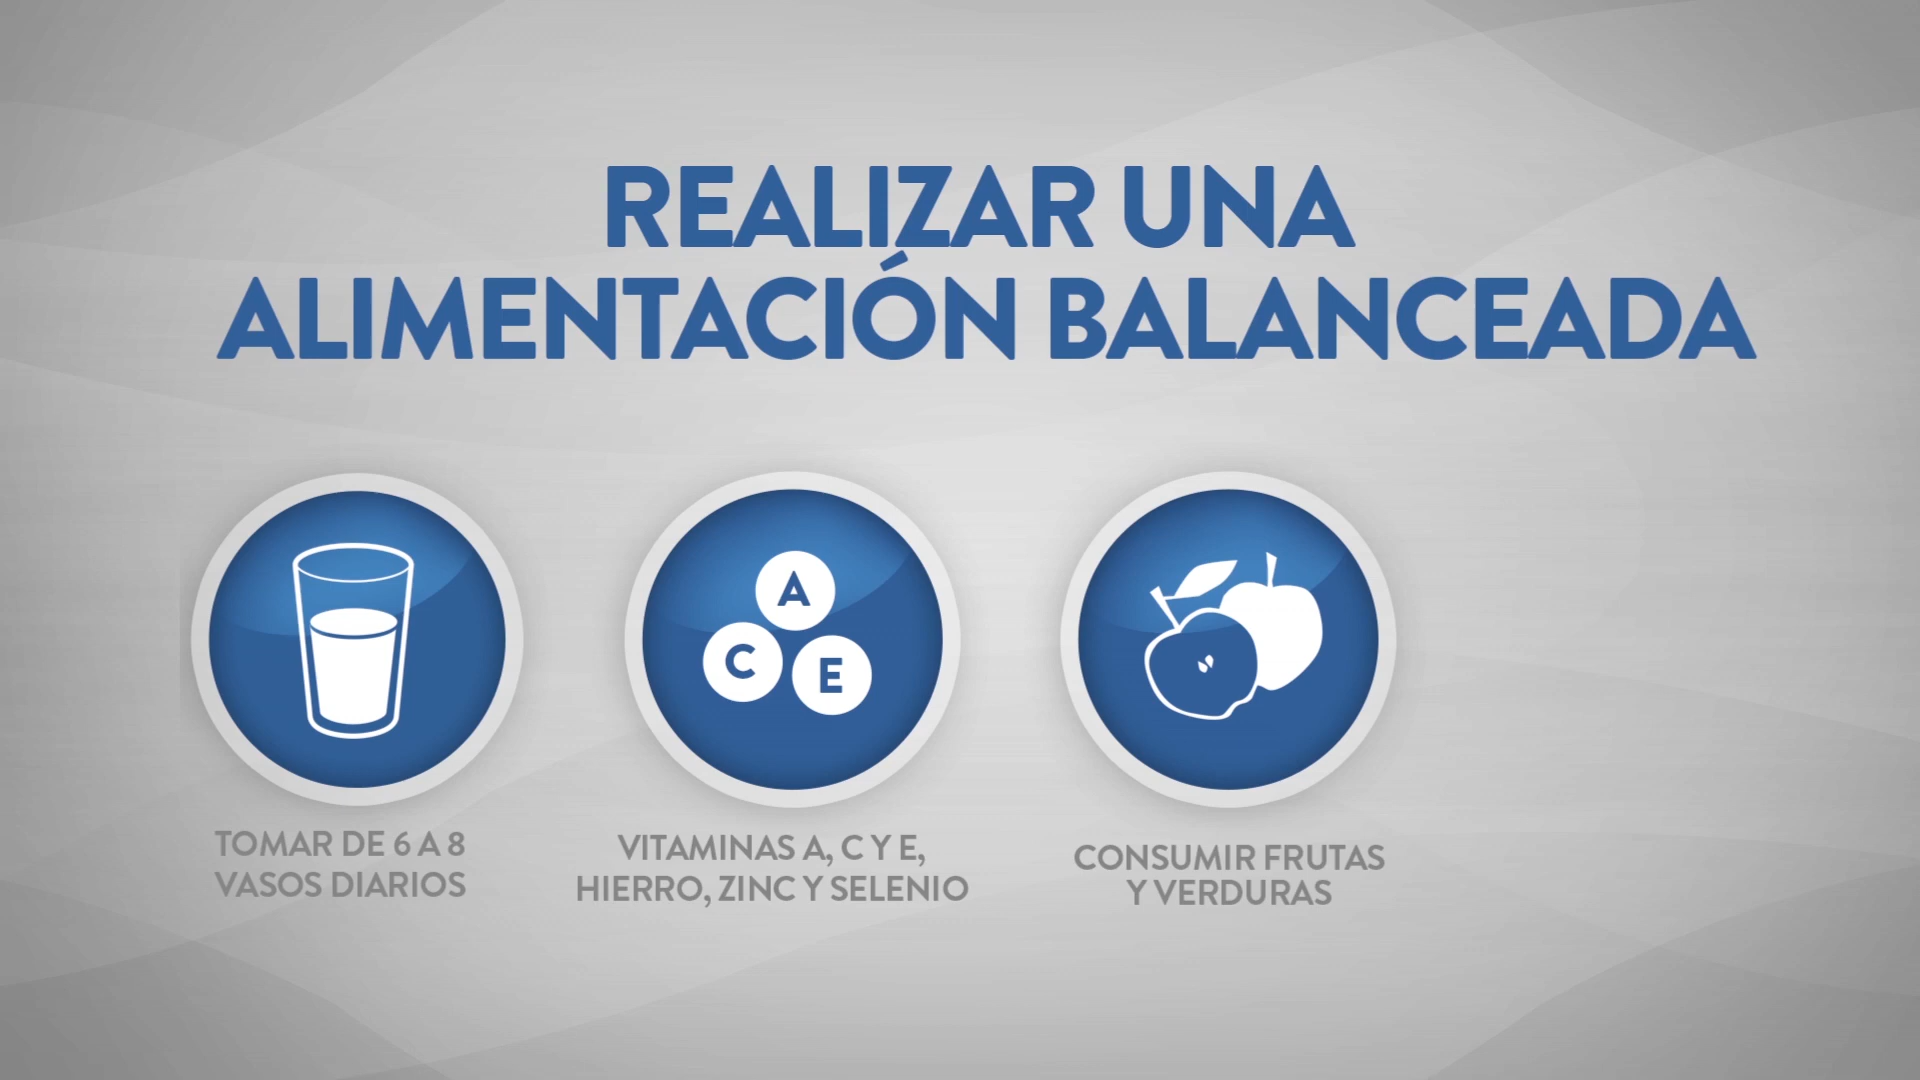 REALIZAR UNA
ALIMENTACIÓN BALANCEADA
A
C
E
TOMAR DE 6 A 8
VASOS DIARIOS
VITAMINAS A, C Y E,
HIERRO, ZINC Y SELENIO
CONSUMIR FRUTAS
Y VERDURAS